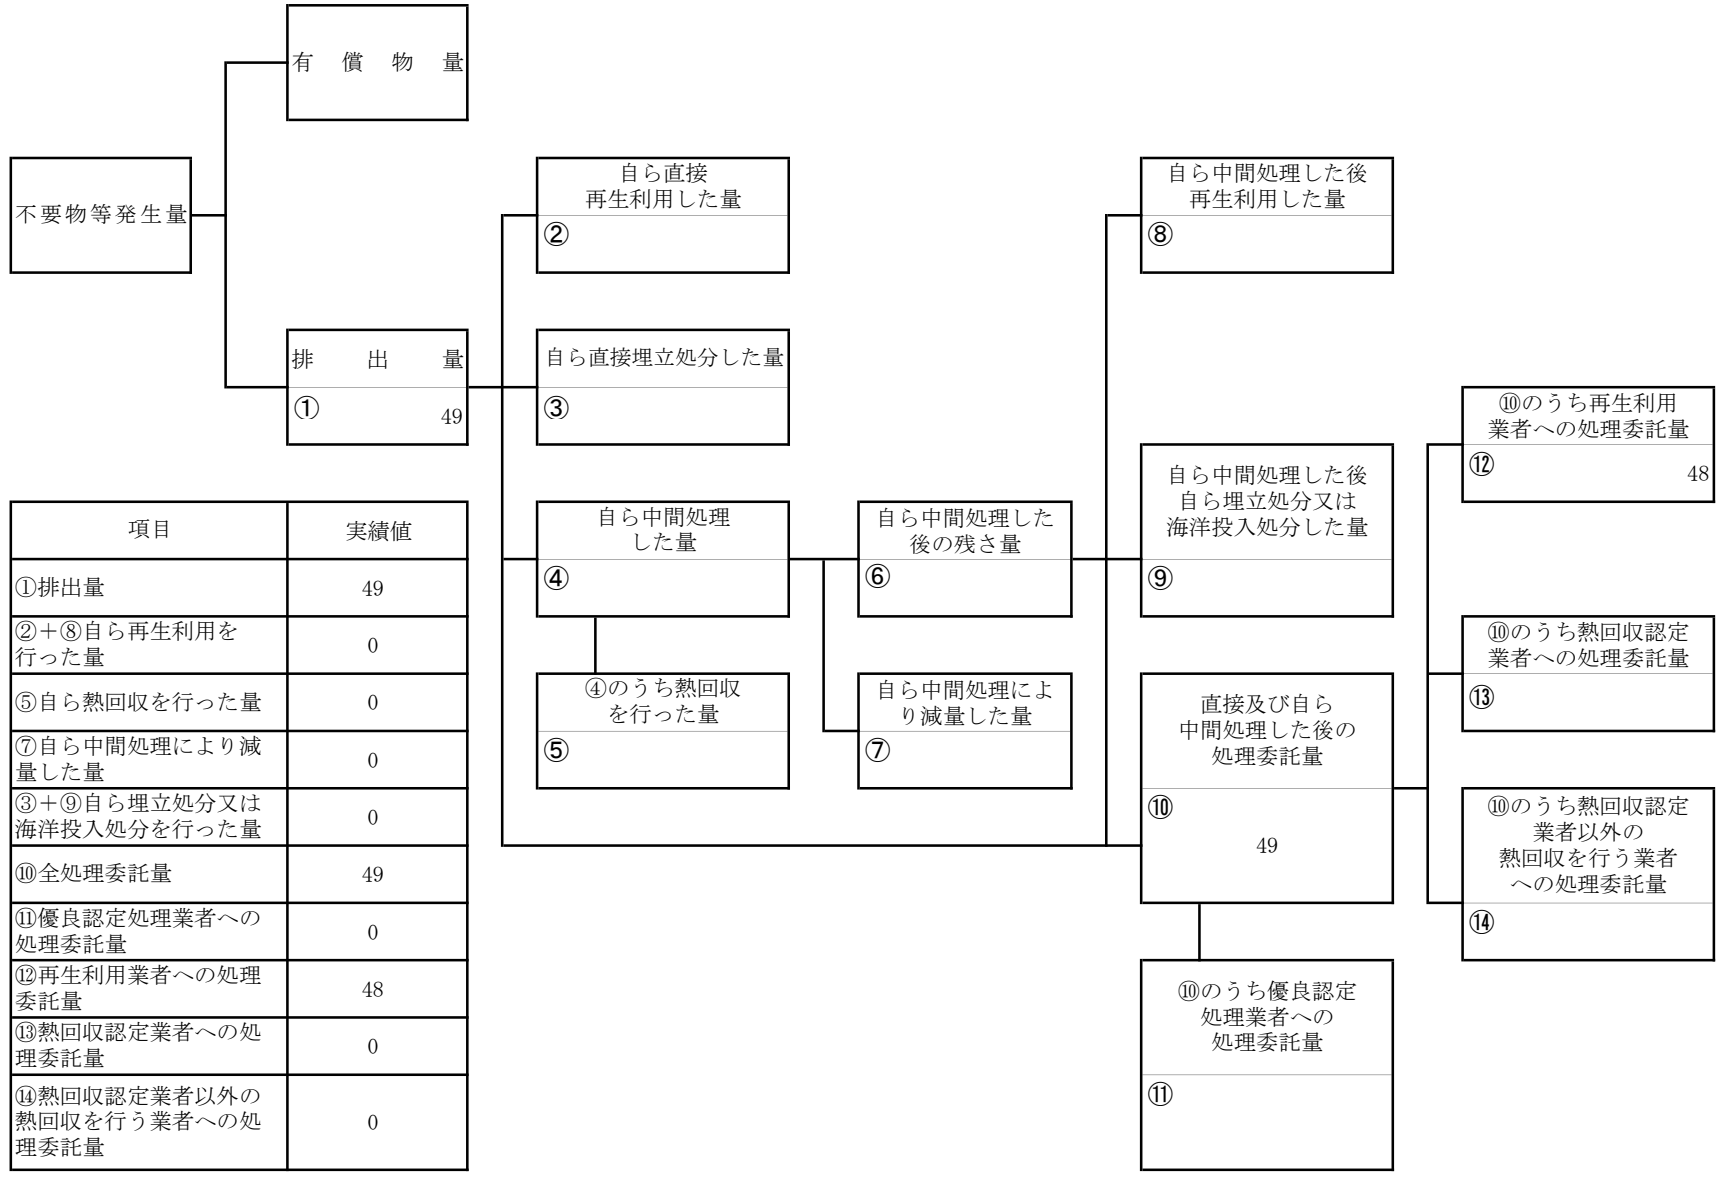 有償物量
不要物等発生量
自ら直接
再生利用した量
②
自ら中間処理した後
再生利用した量
⑧
排出量
①
49
自ら直接埋立処分した量
③
⑩のうち再生利用
業者への処理委託量
⑫
48
自ら中間処理
した量
④
自ら中間処理した
後の残さ量
⑥
自ら中間処理した後
自ら埋立処分又は
海洋投入処分した量
⑨
⑩のうち熱回収認定
業者への処理委託量
⑬
④のうち熱回収
を行った量
⑤
自ら中間処理によ
り減量した量
⑦
直接及び自ら
中間処理した後の
処理委託量
⑩
49
⑩のうち熱回収認定
業者以外の
熱回収を行う業者
への処理委託量
⑭
⑩のうち優良認定
処理業者への
処理委託量
⑪
項目 実績値
①排出量 49
②＋⑧自ら再生利用を
行った量 0
⑤自ら熱回収を行った量 0
⑦自ら中間処理により減
量した量 0
③＋⑨自ら埋立処分又は
海洋投入処分を行った量 0
⑩全処理委託量 49
⑪優良認定処理業者への
処理委託量 0
⑫再生利用業者への処理
委託量 48
⑬熱回収認定業者への処
理委託量 0
⑭熱回収認定業者以外の
熱回収を行う業者への処
理委託量 0